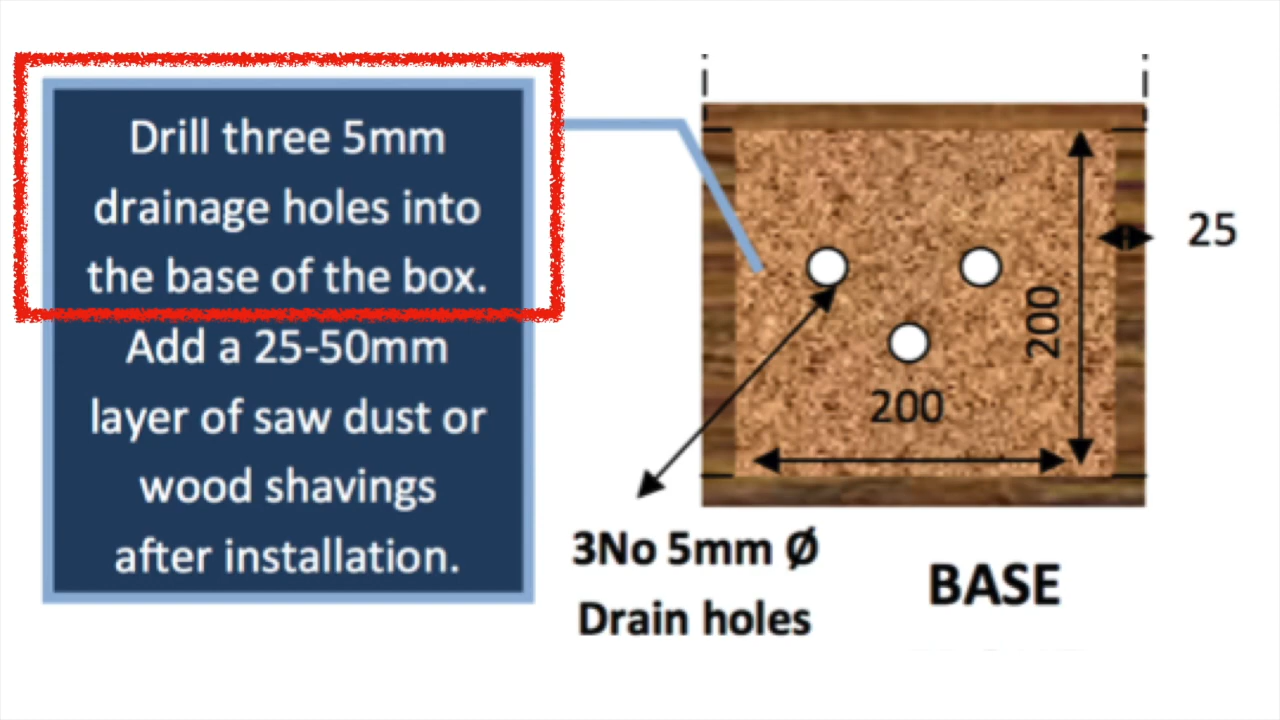 Drill three 5mm
drainage holes into
the base of the box.
Add a 25-50mm
layer of saw dust or
wood shavings
after installation.
25
200
200
3No 5mm Ø
Drain holes
BASE